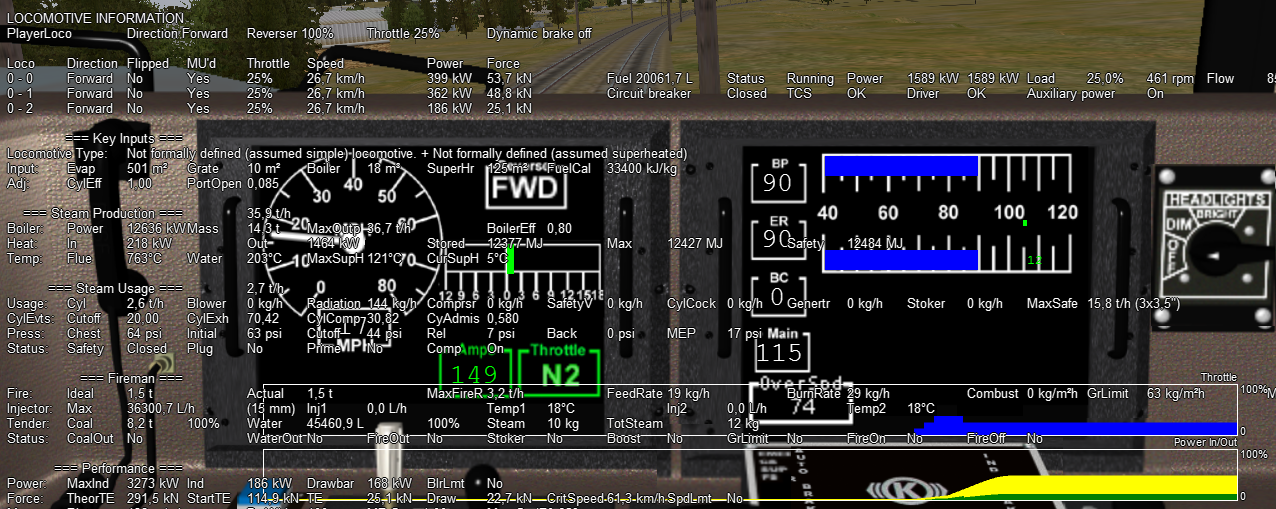 LOCOMOTIVE INFORMATION
PlayerLoco Direction Forward Reverser 100% Throttle 25% Dynamic brake off
Loco Direction Flipped MU'd Throttle Speed Power Force
0 - 0 Forward No Yes 25% 26,7 km/h 399 kW 53,7 kN Fuel 20061,7 L Status Running Power 1589 kW 1589 kW Load 25,0% 461 rpm Flow
0 - 1 Forward No Yes 25% 26,7 km/h 362 kW 48,8 kN Circuit breaker Closed TCS OK Driver OK Auxiliary power On
0 - 2 Forward No Yes 25% 26,7 km/h 186 kW 25,1 kN
=== Key Inputs ===
Locomotive Type: Not formally defined (assumed simple) locomotive. + Not formally defined (assumed superheated)
Input: Evap 501 m² Grate 10 m² Boiler 18 m² SuperHr 125 m² FuelCal 33400 kJ/kg
Adj: CylEff 1,00 PortOpen 0,085
=== Steam Production === 35,9 t/h
Boiler: Power 12636 kW Mass 14,3 t MaxOutp 36,7 t/h BoilerEff 0,80
Heat: In 218 kW Out 1464 kW Stored 12377 MJ Max 12427 MJ Safety 12484 MJ
Temp: Flue 763°C Water 203°C MaxSupH 121°C CurSupH 5°C
=== Steam Usage === 2,7 t/h
Usage: Cyl 2,6 t/h Blower 0 kg/h Radiation 144 kg/h Comprsr 0 kg/h SafetyV 0 kg/h CylCock 0 kg/h Genertr 0 kg/h Stoker 0 kg/h MaxSafe 15,8 t/h (3x3,5")
CylEvts: Cutoff 20,00 CylExh 70,42 CylComp 30,82 CyAdmis 0,580
Press: Chest 64 psi Initial 63 psi Cutoff 44 psi Rel 7 psi Back 0 psi MEP 17 psi
Status: Safety Closed Plug No Prime No Comp On
=== Fireman ===
Fire: Ideal 1,5 t Actual 1,5 t MaxFireR 3,2 t/h FeedRate 19 kg/h BurnRate 29 kg/h Combust 0 kg/m²h GrLimit 63 kg/m²h
Injector: Max 36300,7 L/h (15 mm) Inj1 0,0 L/h Temp1 18°C Inj2 0,0 L/h Temp2 18°C
Tender: Coal 8,2 t 100% Water 45460,9 L 100% Steam 10 kg TotSteam 12 kg
Status: CoalOut No WaterOut No FireOut No Stoker No Boost No GrLimit No FireOn No FireOff No
=== Performance ===
Power: MaxInd 3273 kW Ind 186 kW Drawbar 168 kW BlrLmt No
Force: TheorTE 291,5 kN StartTE 114,9 kN TE 25,1 kN Draw 22,7 kN CritSpeed 61,3 km/h SpdLmt No
FWD
0 10 20 30 40 50 60 70 80
MPH
Amp
149
Throttle
N2
BP
90
ER
90
BC
0
Main
115
OverSpd
74
40 60 80 100 120
HEADLIGHTS
BRIGHT
DIM
OFF
Throttle
100%
0
Power In/Out
100%
0
K